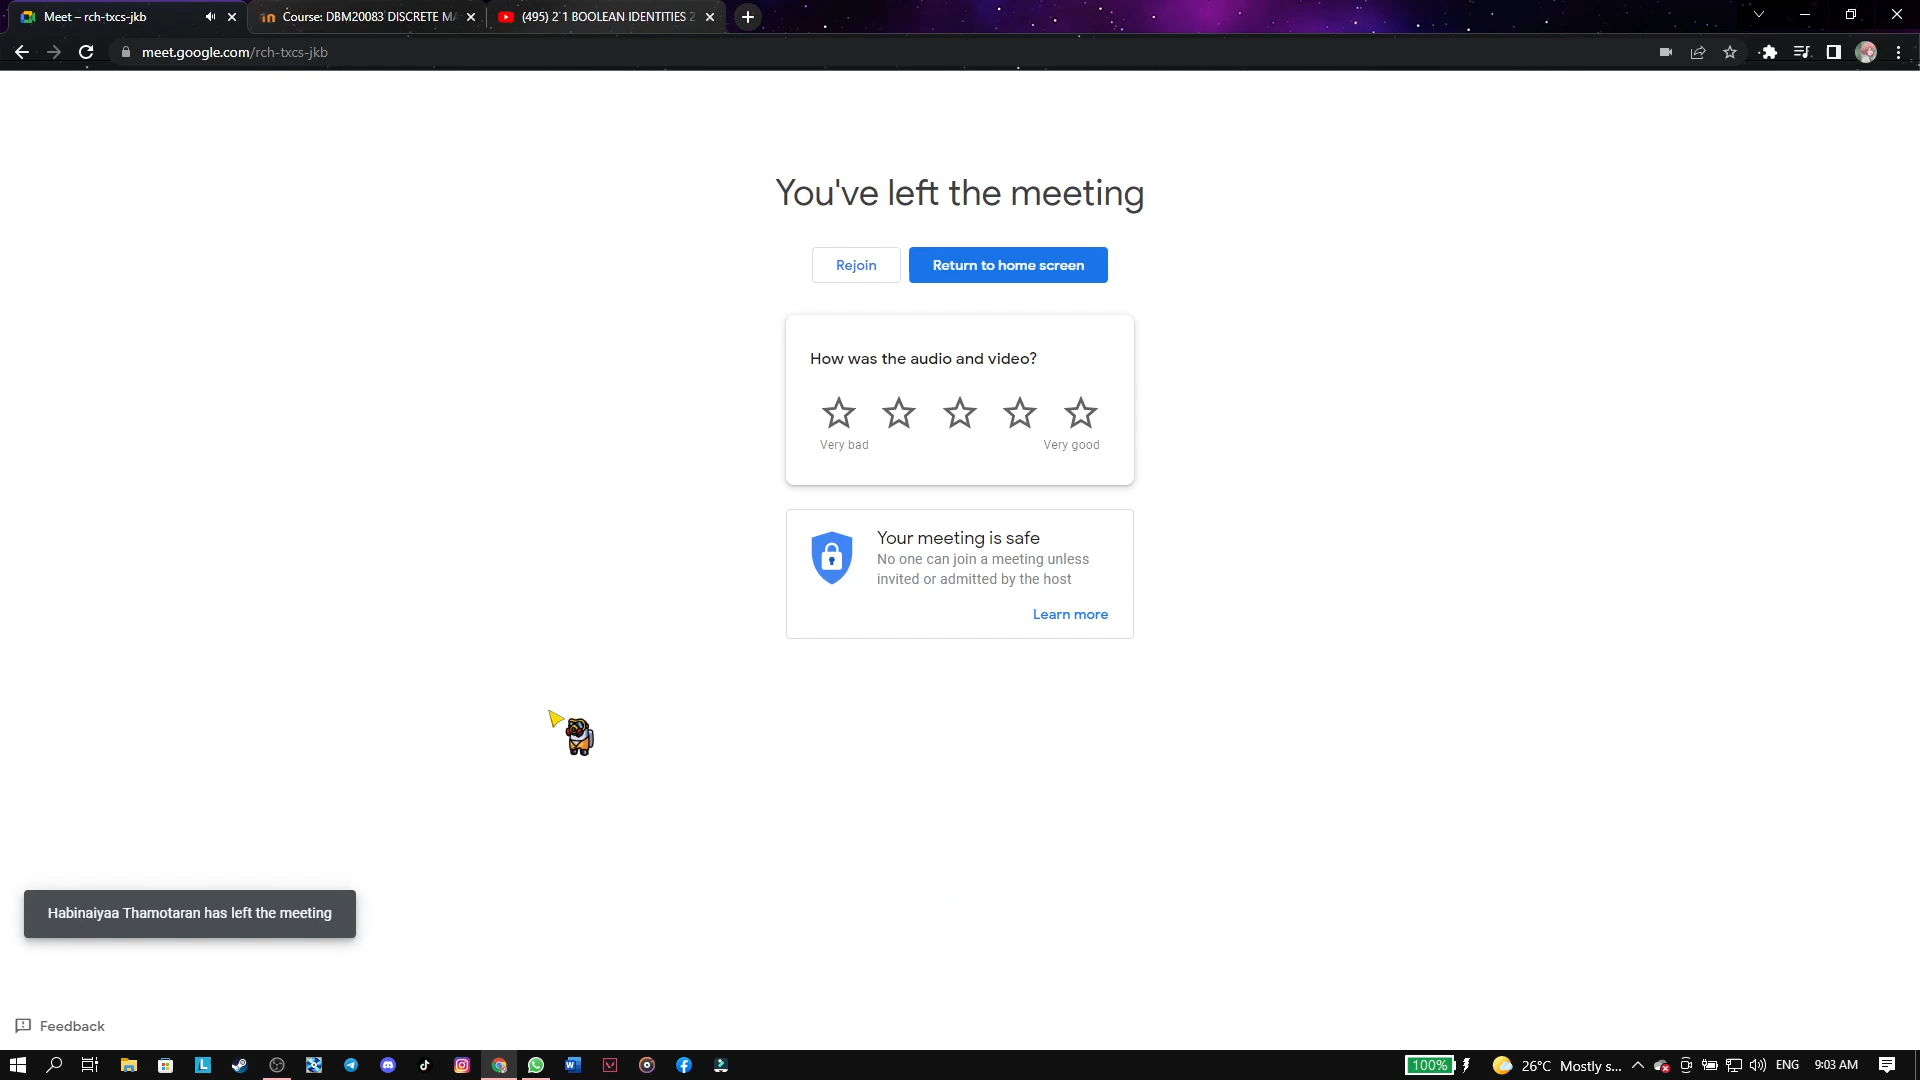 Meet – rch-txcs-jkb
Course: DBM20083 DISCRETE MA
(495) 2 1 BOOLEAN IDENTITIES 2
meet.google.com/rch-txcs-jkb
You've left the meeting
Rejoin
Return to home screen
How was the audio and video?
Very bad
Very good
Your meeting is safe
No one can join a meeting unless
invited or admitted by the host
Learn more
Habinaiyaa Thamotaran has left the meeting
Feedback
100%
26°C Mostly s...
ENG
9:03 AM